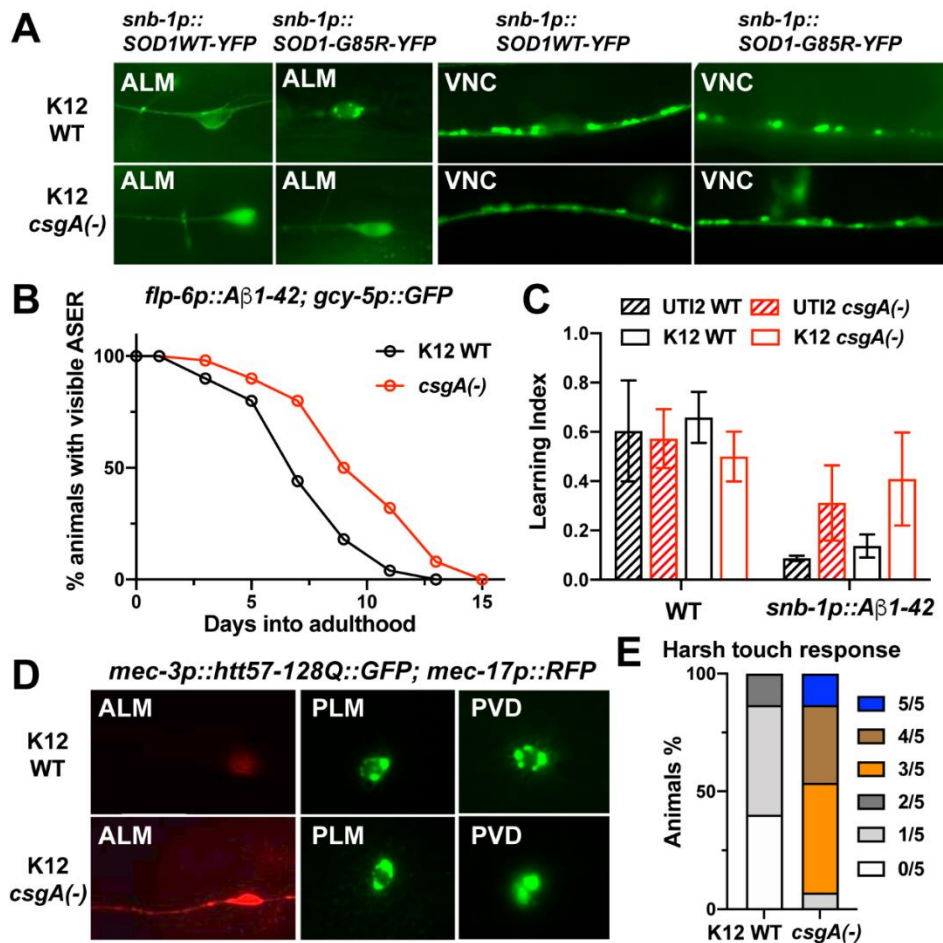 A
snb-1p::
SOD1WT-YFP
snb-1p::
SOD1-G85R-YFP
snb-1p::
SOD1WT-YFP
snb-1p::
SOD1-G85R-YFP
K12
WT
ALM
ALM
VNC
VNC
K12
csgA(-)
ALM
ALM
VNC
VNC
B
flp-6p::Aβ1-42; gcy-5p::GFP
% animals with visible ASER
100
50
0
0
5
10
15
Days into adulthood
K12 WT
csgA(-)
C
UTI2 WT
UTI2 csgA(-)
K12 WT
K12 csgA(-)
Learning Index
1.0
0.8
0.6
0.4
0.2
0.0
WT
snb-1p::Aβ1-42
D
mec-3p::htt57-128Q::GFP; mec-17p::RFP
K12
WT
ALM
PLM
PVD
K12
csgA(-)
ALM
PLM
PVD
E
Harsh touch response
Animals %
100
50
0
K12 WT
csgA(-)
5/5
4/5
3/5
2/5
1/5
0/5